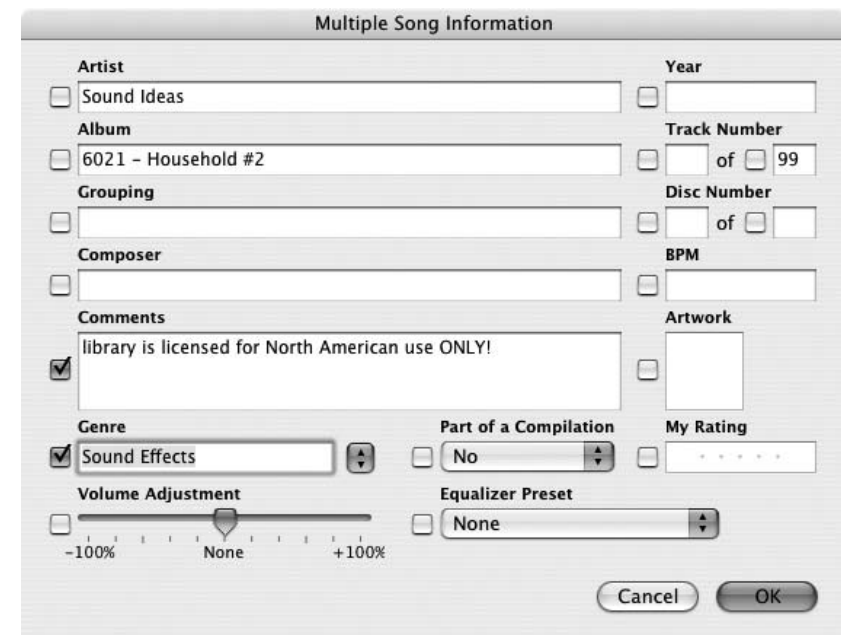 Multiple Song Information
Artist
Year
Sound Ideas
Album
Track Number
6021 – Household #2
of 99
Grouping
Disc Number
of
Composer
BPM
Comments
Artwork
library is licensed for North American use ONLY!
Genre
Part of a Compilation
My Rating
Sound Effects
No
Volume Adjustment
Equalizer Preset
None
-100% None +100%
Cancel OK